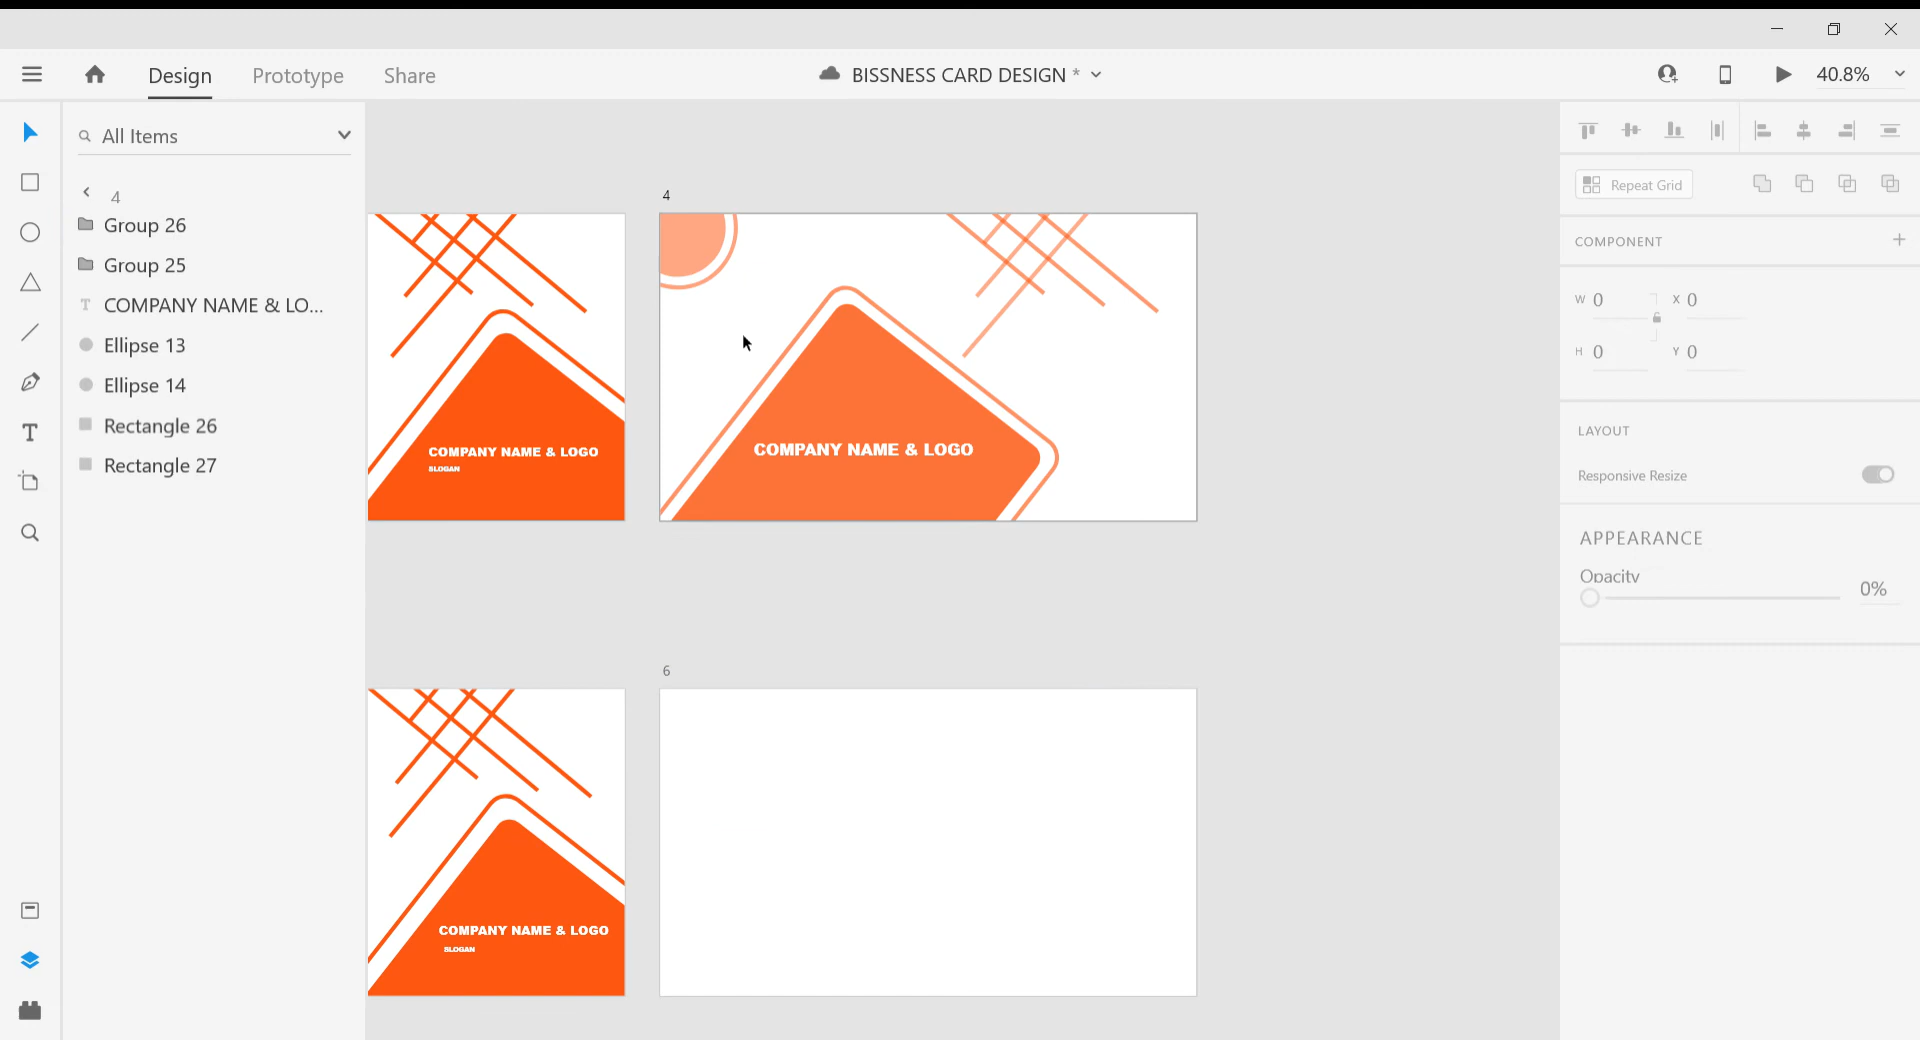 Design
Prototype
Share
BISSNESS CARD DESIGN *
40.8%
All Items
4
Group 26
Group 25
T COMPANY NAME & LO...
Ellipse 13
Ellipse 14
Rectangle 26
Rectangle 27
T
COMPANY NAME & LOGO
SLOGAN
4
COMPANY NAME & LOGO
COMPANY NAME & LOGO
SLOGAN
6
Repeat Grid
COMPONENT
W 0
X 0
H 0
Y 0
LAYOUT
Responsive Resize
APPEARANCE
Opacity
0%